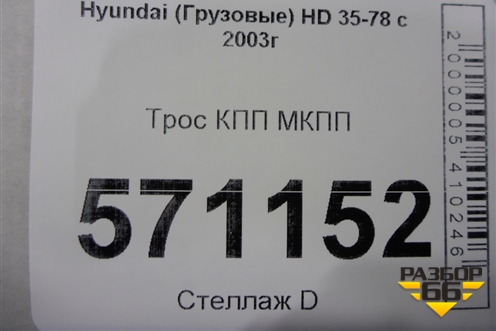 Hyundai (Грузовые) HD 35-78 с
2003г
Трос КПП МКПП
571152
Стеллаж D
2000005410246
РАЗБОР
66